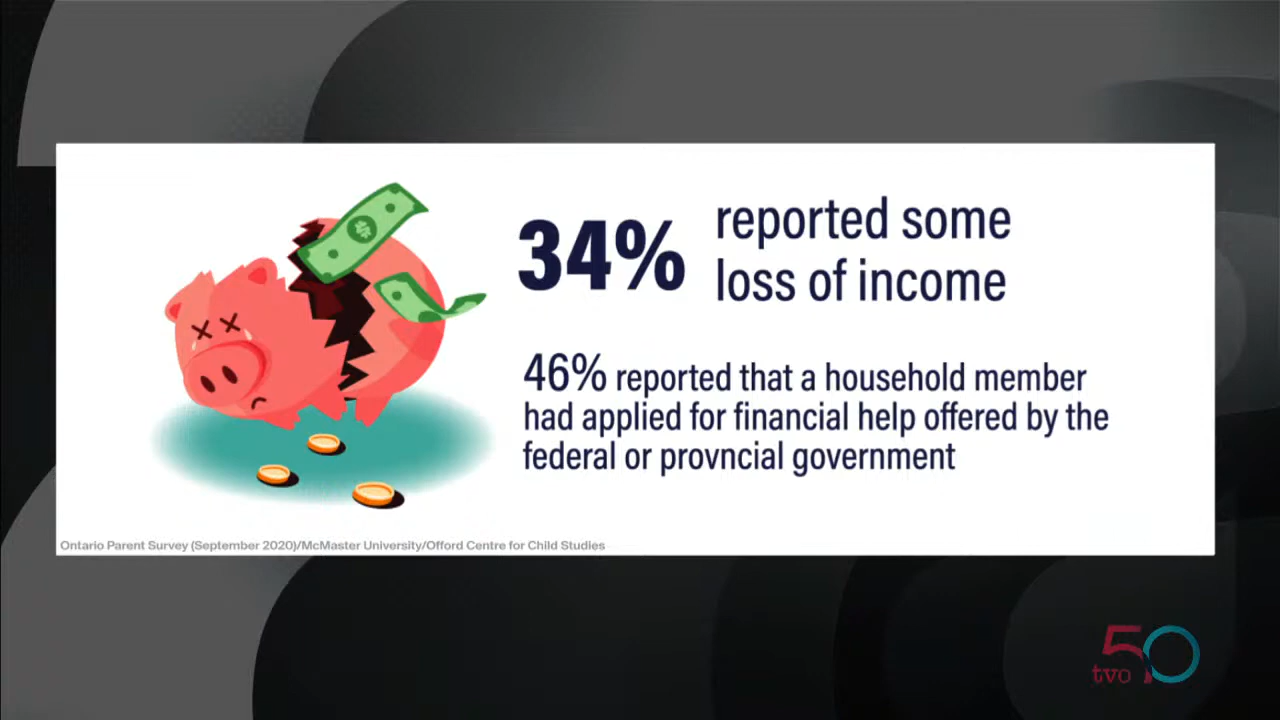 34% reported some
loss of income
46% reported that a household member
had applied for financial help offered by the
federal or provncial government
Ontario Parent Survey (September 2020)/McMaster University/Offord Centre for Child Studies
50
tvo